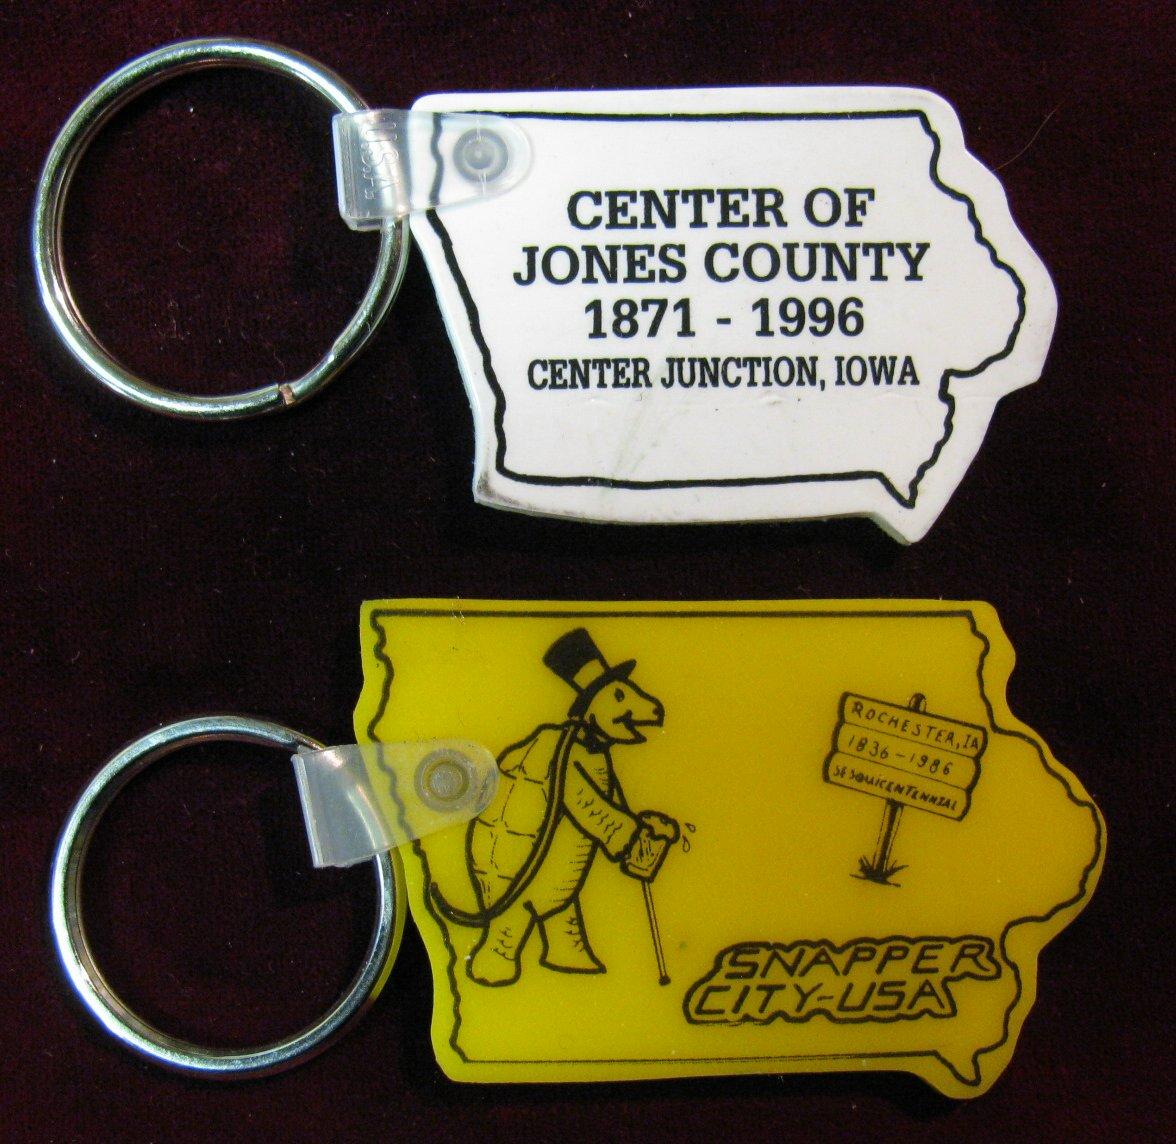 USA
CENTER OF
JONES COUNTY
1871 - 1996
CENTER JUNCTION, IOWA
ROCHESTER, IA
1836-1986
SESQUICENTENNIAL
SNAPPER
CITY-USA